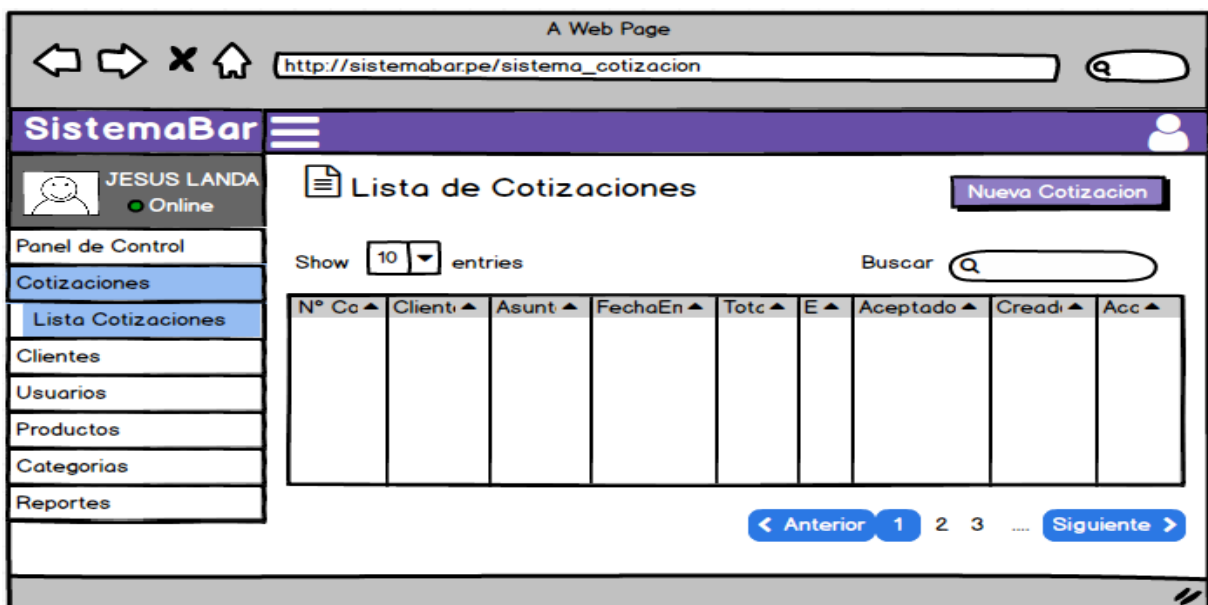 A Web Page
http://sistemabar.pe/sistema_cotizacion
SistemaBar
JESUS LANDA
Online
Lista de Cotizaciones
Nueva Cotizacion
Panel de Control
Cotizaciones
Lista Cotizaciones
Clientes
Usuarios
Productos
Categorias
Reportes
Show 10 entries
Buscar
N° Co Cliente Asunt FechaEn Tota E Aceptado Cread Acc
< Anterior 1 2 3 .... Siguiente >